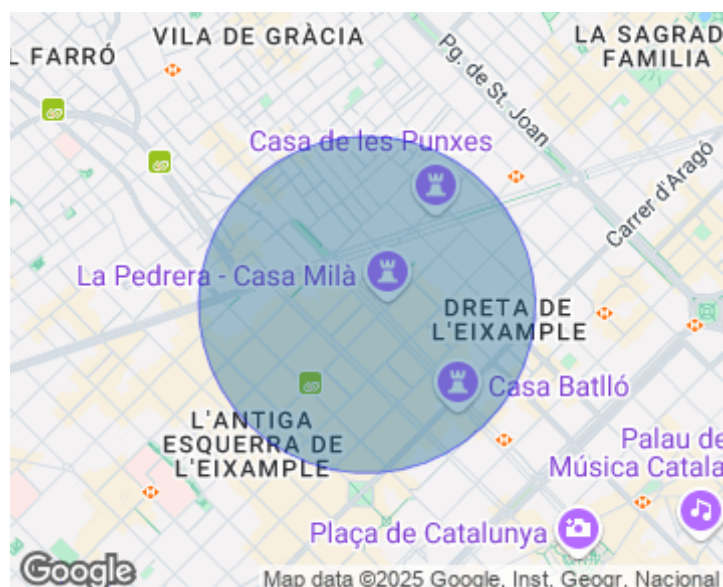 VILA DE GRÀCIA
LA SAGRAD
FAMILIA
L FARRÓ
Pg. de St. Joan
Casa de les Punxes
Carrer d'Aragó
La Pedrera - Casa Milà
DRETA DE
L'EIXAMPLE
Casa Batlló
L'ANTIGA
ESQUERRA DE
L'EIXAMPLE
Palau de
Música Catala
Plaça de Catalunya
Google
Map data ©2025 Google, Inst. Geogr. Nacional